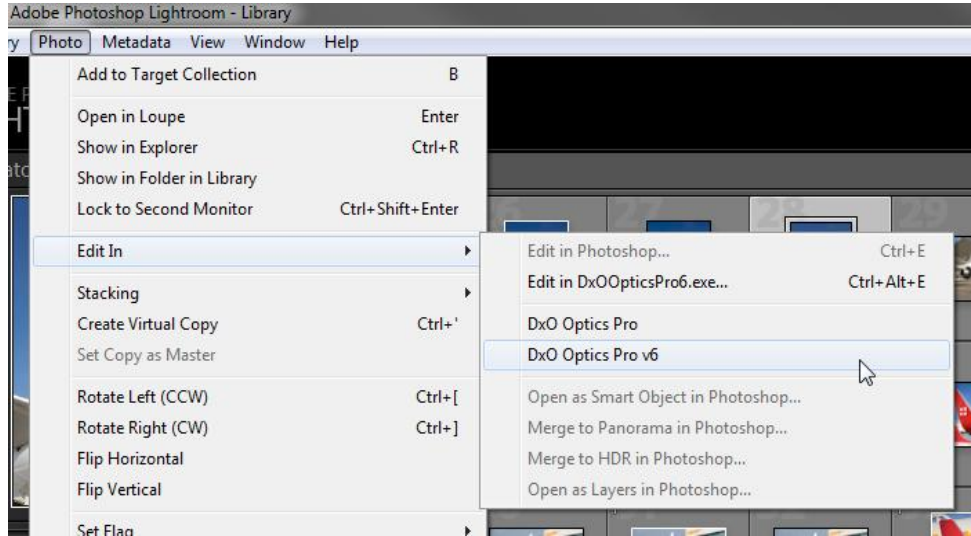 Adobe Photoshop Lightroom - Library
ry Photo Metadata View Window Help
Add to Target Collection B
Open in Loupe Enter
Show in Explorer Ctrl+R
Show in Folder in Library
Lock to Second Monitor Ctrl+Shift+Enter
26 27 28 29
Edit In
Edit in Photoshop... Ctrl+E
Edit in DxOOpticsPro6.exe... Ctrl+Alt+E
Stacking
Create Virtual Copy Ctrl+'
DxO Optics Pro
Set Copy as Master
DxO Optics Pro v6
Rotate Left (CCW) Ctrl+[
Open as Smart Object in Photoshop...
Rotate Right (CW) Ctrl+]
Merge to Panorama in Photoshop...
Flip Horizontal
Merge to HDR in Photoshop...
Flip Vertical
Open as Layers in Photoshop...
Set Flag